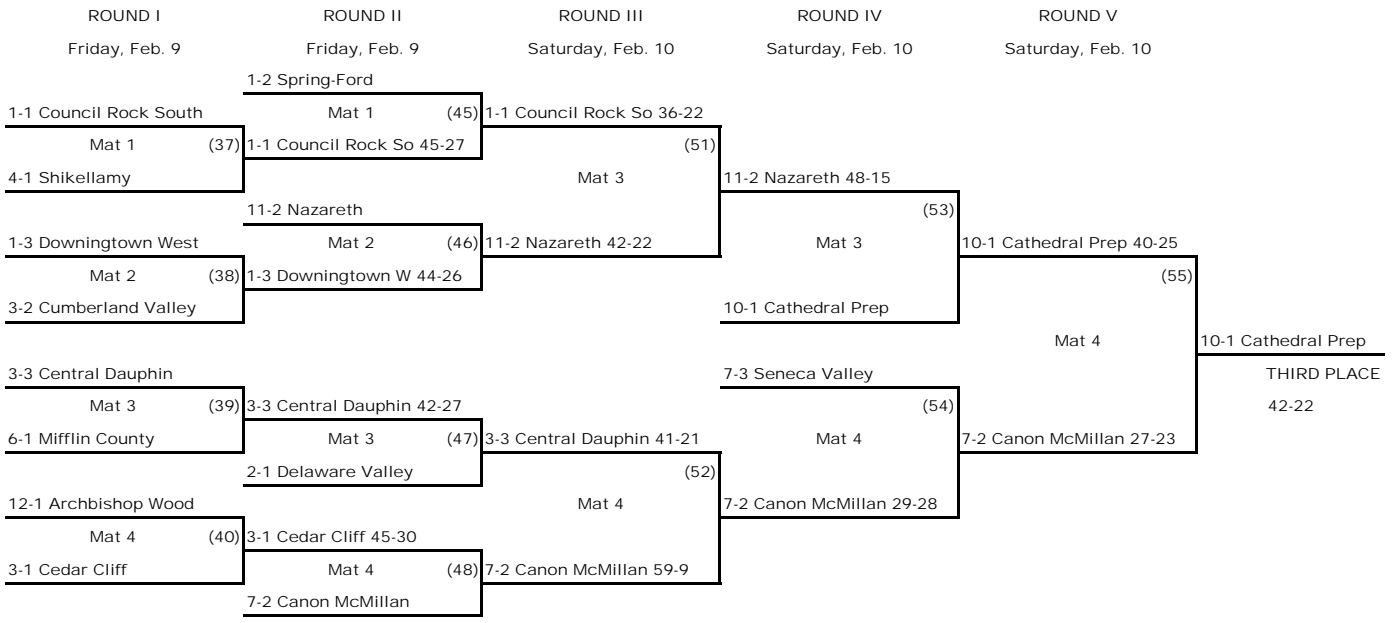 ROUND I ROUND II ROUND III ROUND IV ROUND V
Friday, Feb. 9 Friday, Feb. 9 Saturday, Feb. 10 Saturday, Feb. 10 Saturday, Feb. 10
1-2 Spring-Ford
1-1 Council Rock South Mat 1 (45) 1-1 Council Rock So 36-22
Mat 1 (37) 1-1 Council Rock So 45-27 (51)
4-1 Shikellamy Mat 3 11-2 Nazareth 48-15
11-2 Nazareth (53)
1-3 Downingtown West Mat 2 (46) 11-2 Nazareth 42-22 Mat 3 10-1 Cathedral Prep 40-25
Mat 2 (38) 1-3 Downingtown W 44-26 (55)
3-2 Cumberland Valley 10-1 Cathedral Prep
Mat 4 10-1 Cathedral Prep
3-3 Central Dauphin 7-3 Seneca Valley THIRD PLACE
Mat 3 (39) 3-3 Central Dauphin 42-27 (54) 42-22
6-1 Mifflin County Mat 3 (47) 3-3 Central Dauphin 41-21 Mat 4 7-2 Canon McMillan 27-23
2-1 Delaware Valley (52)
12-1 Archbishop Wood Mat 4 7-2 Canon McMillan 29-28
Mat 4 (40) 3-1 Cedar Cliff 45-30
3-1 Cedar Cliff Mat 4 (48) 7-2 Canon McMillan 59-9
7-2 Canon McMillan